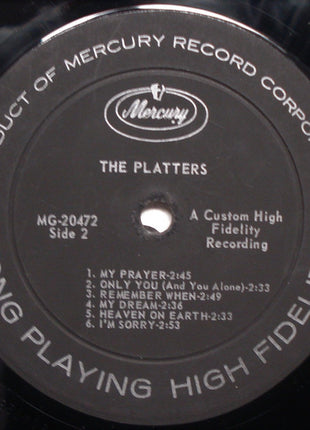 DUCT OF MERCURY RECORD CORPO
Mercury
THE PLATTERS
MG-20472
Side 2
A Custom High
Fidelity
Recording
1. MY PRAYER-2:45
2. ONLY YOU (And You Alone)-2:33
3. REMEMBER WHEN-2:49
4. MY DREAM-2:36
5. HEAVEN ON EARTH-2:33
6. I'M SORRY-2:53
NG PLAYING HIGH FIDELI